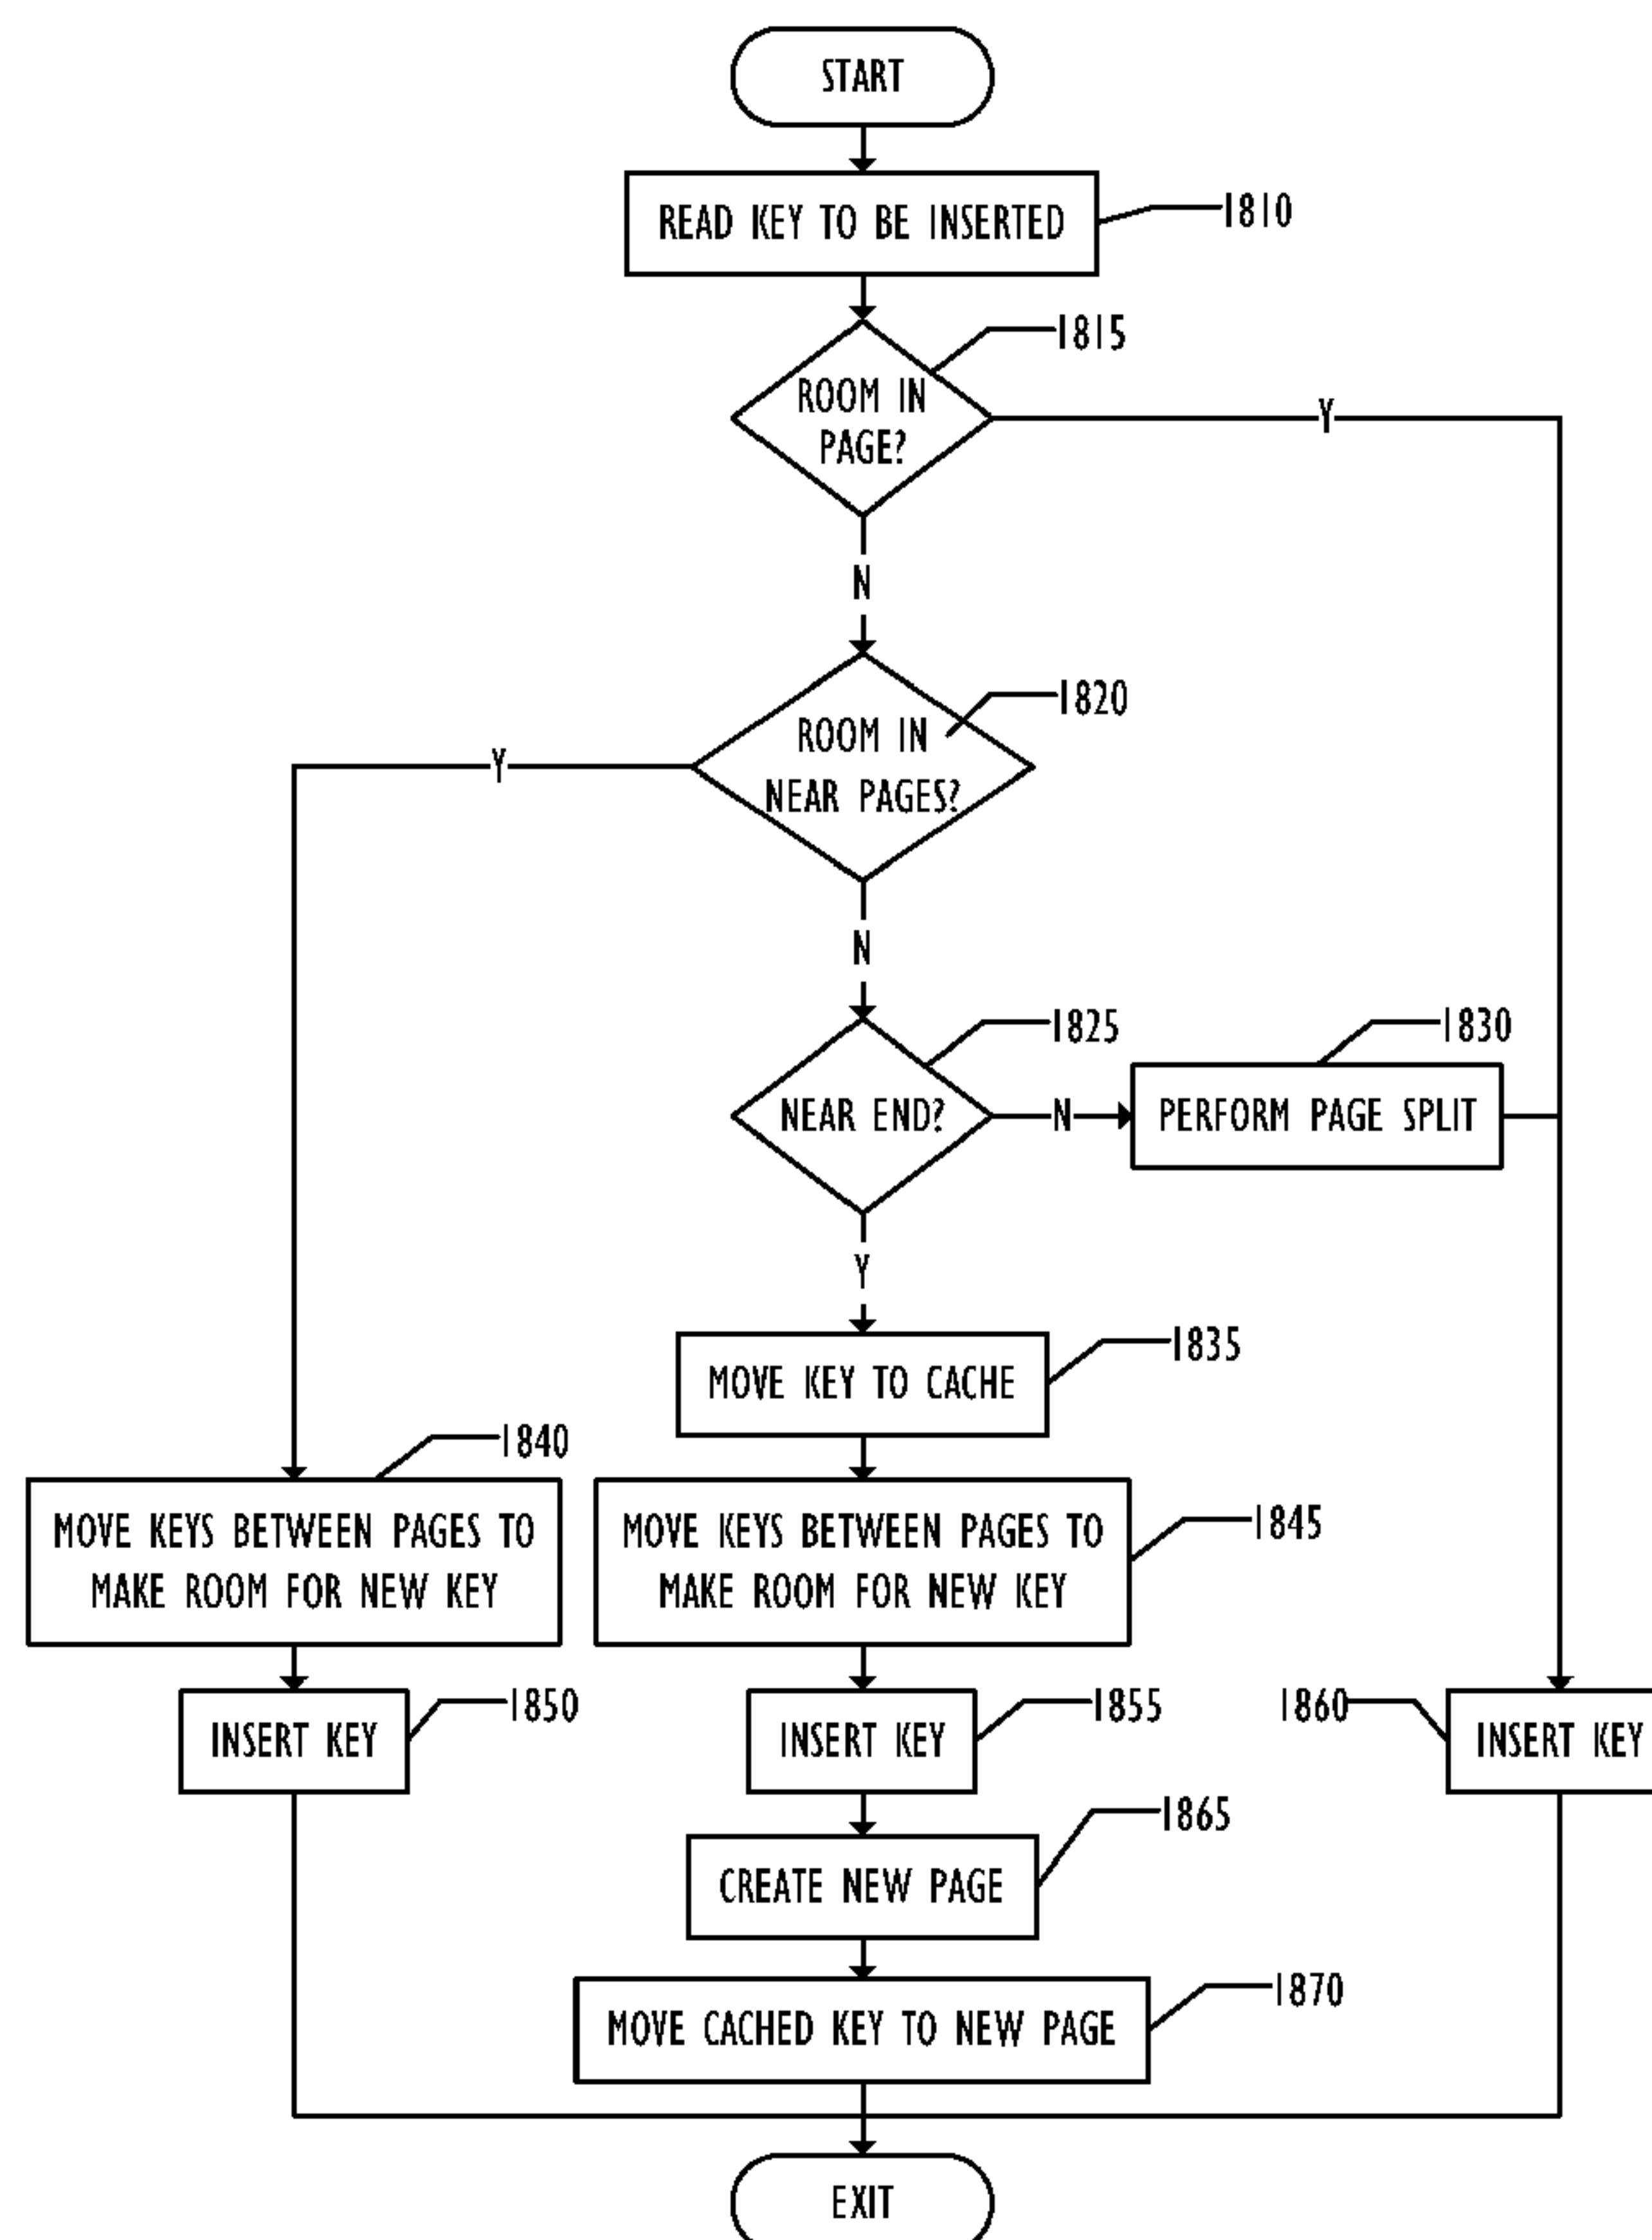 START
READ KEY TO BE INSERTED
1810
1815
ROOM IN
PAGE?
Y
N
1820
ROOM IN
NEAR PAGES?
Y
N
1825
1830
NEAR END?
N
PERFORM PAGE SPLIT
Y
1835
MOVE KEY TO CACHE
1840
MOVE KEYS BETWEEN PAGES TO
MAKE ROOM FOR NEW KEY
MOVE KEYS BETWEEN PAGES TO
MAKE ROOM FOR NEW KEY
1845
INSERT KEY
1850
INSERT KEY
1855
1860
INSERT KEY
1865
CREATE NEW PAGE
1870
MOVE CACHED KEY TO NEW PAGE
EXIT